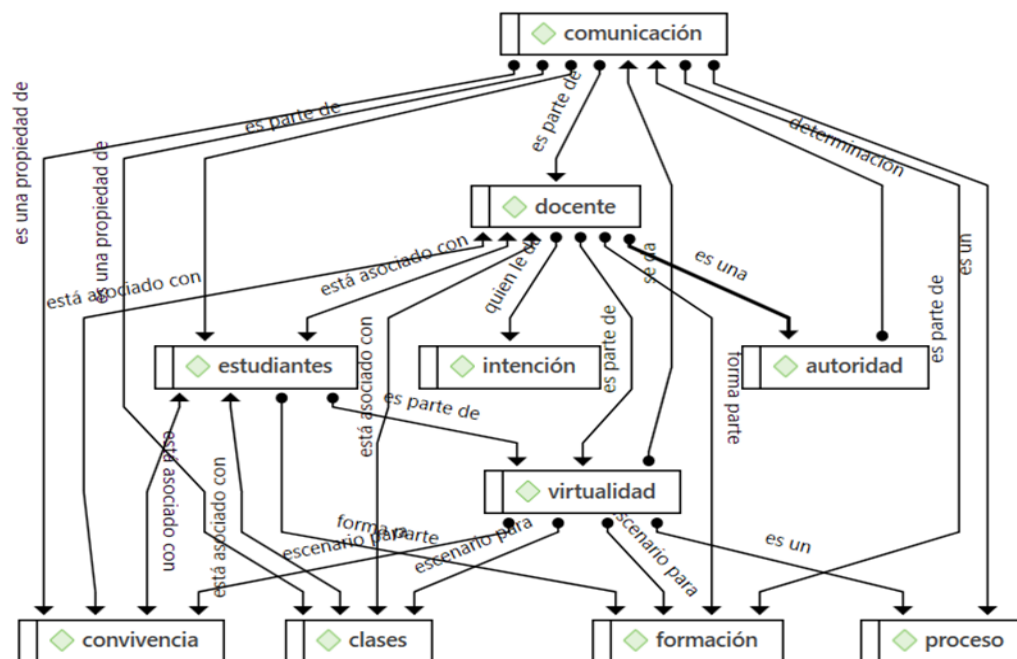 comunicación
es parte de
es parte de
determinación
es una propiedad de
es una propiedad de
docente
está asociado con
está asociado con
quien le da
se da
es una
es un
es parte de
estudiantes
intención
autoridad
está asociado con
es parte de
forma parte
es parte de
está asociado con
está asociado con
virtualidad
forma parte
escenario para
escenario para
escenario para
es un
convivencia
clases
formación
proceso